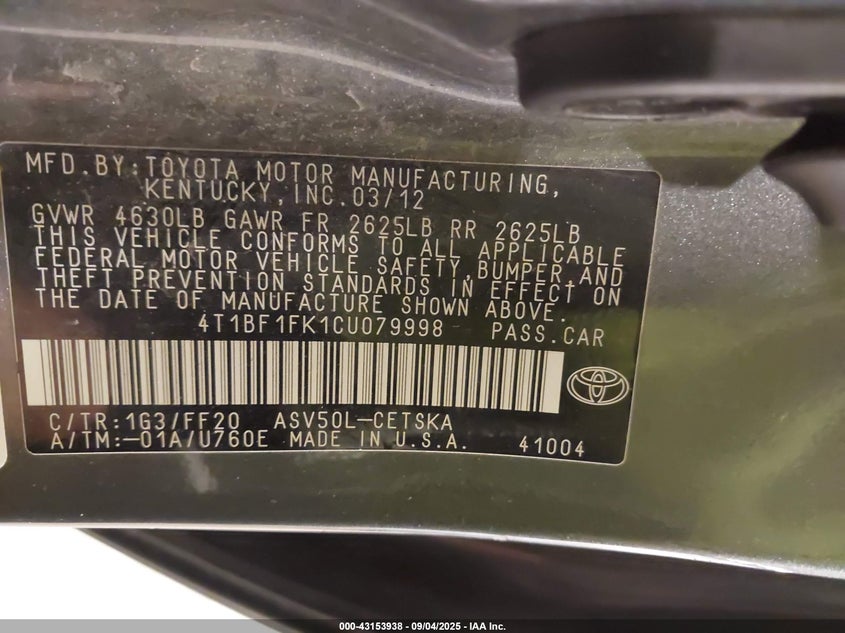 MFD.BY:TOYOTA MOTOR MANUFACTURING,
KENTUCKY,INC.03/12
GVWR 4630LB GAWR FR 2625LB RR 2625LB
THIS VEHICLE CONFORMS TO ALL APPLICABLE
FEDERAL MOTOR VEHICLE SAFETY,BUMPER,AND
THEFT PREVENTION STANDARDS IN EFFECT ON
THE DATE OF MANUFACTURE SHOWN ABOVE.
4T1BF1FK1CU079998 PASS.CAR
C/TR:1G3/FF20 ASV50L-CETSKA
A/TM:-01A/U760E MADE IN U.S.A. 41004
000-43153938 - 09/04/2025 - IAA Inc.